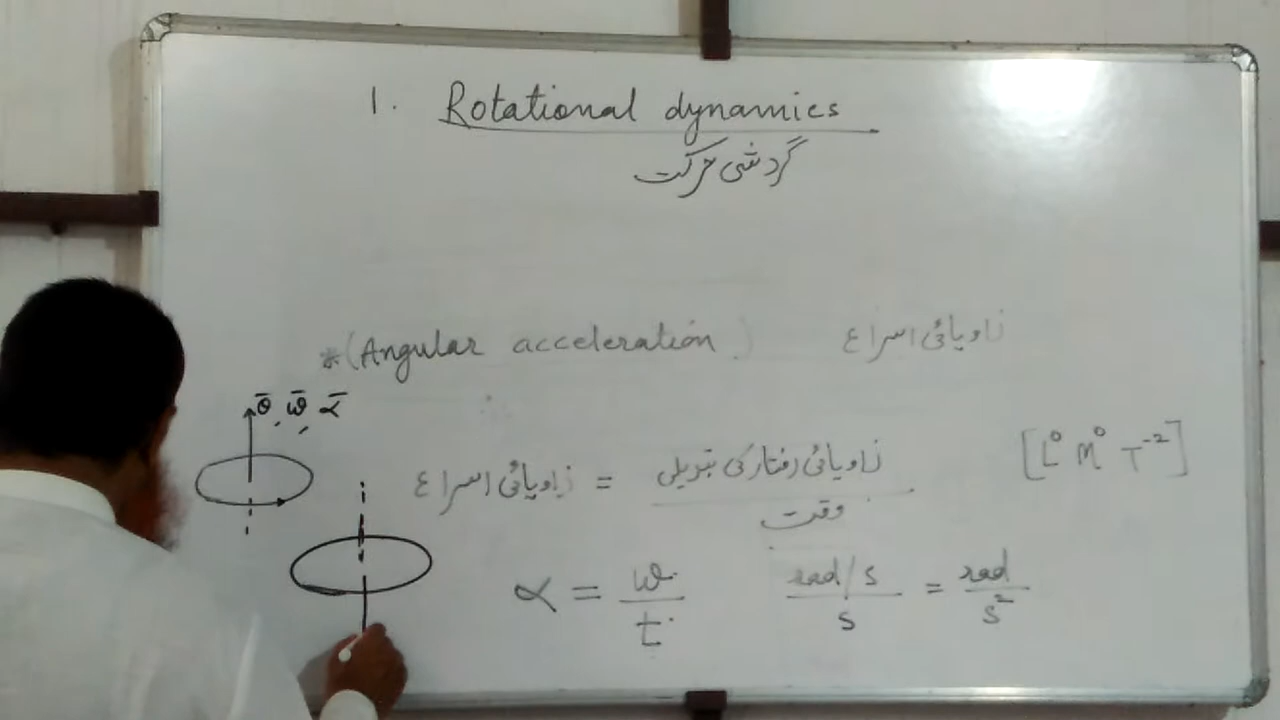 1. Rotational dynamics
گردشی حرکت
*(Angular acceleration) زاویائی اسراع
θ̄, ω̄, ᾱ
زاویائی اسراع = زاویائی رفتار کی تبدیلی / وقت
[L⁰ M⁰ T⁻²]
α = ω / t
rad/s / s = rad / s²